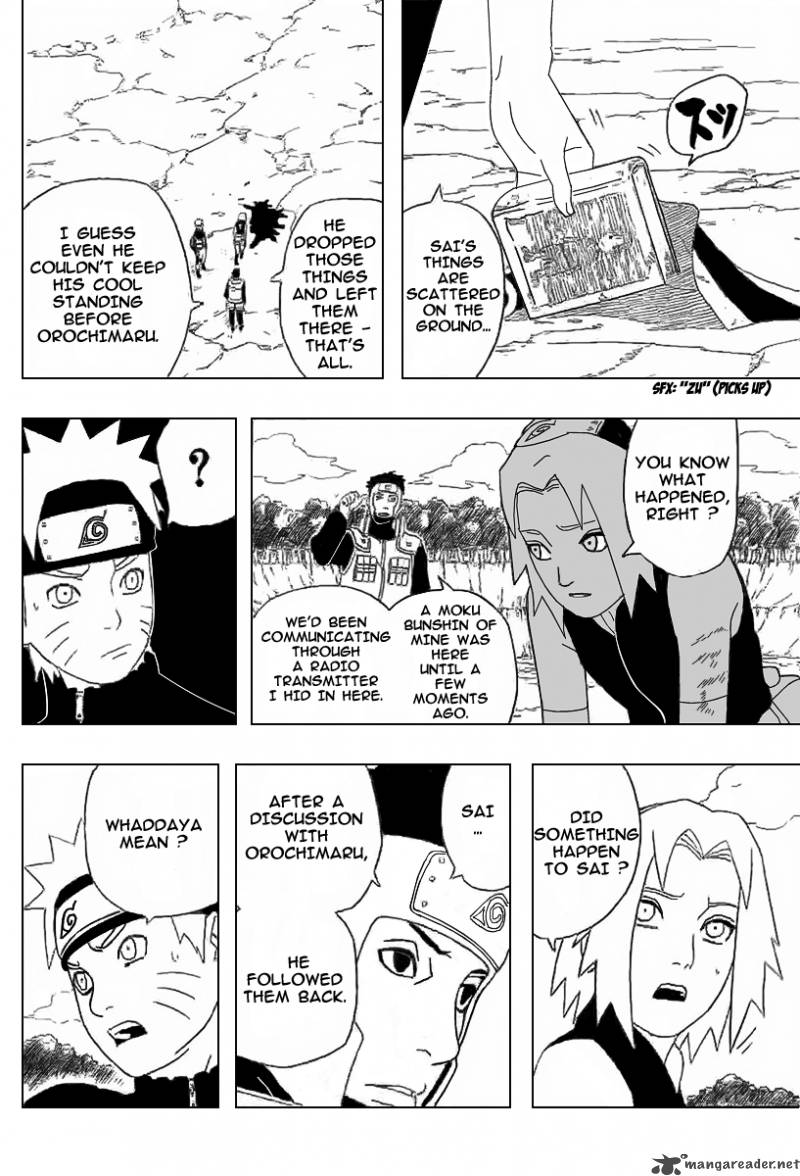 ズッ
SAI'S
THINGS
ARE
SCATTERED
ON THE
GROUND...
SFX: "ZU" (PICKS UP)
HE
DROPPED
THOSE
THINGS
AND LEFT
THEM
THERE -
THAT'S
ALL.
I GUESS
EVEN HE
COULDN'T KEEP
HIS COOL
STANDING
BEFORE
OROCHIMARU.
YOU KNOW
WHAT
HAPPENED,
RIGHT ?
A MOKU
BUNSHIN OF
MINE WAS
HERE
UNTIL A
FEW
MOMENTS
AGO.
WE'D BEEN
COMMUNICATING
THROUGH
A RADIO
TRANSMITTER
I HID IN HERE.
?
DID
SOMETHING
HAPPEN
TO SAI ?
SAI
...
AFTER A
DISCUSSION
WITH
OROCHIMARU,
HE
FOLLOWED
THEM BACK.
WHADDAYA
MEAN ?
mangareader.net